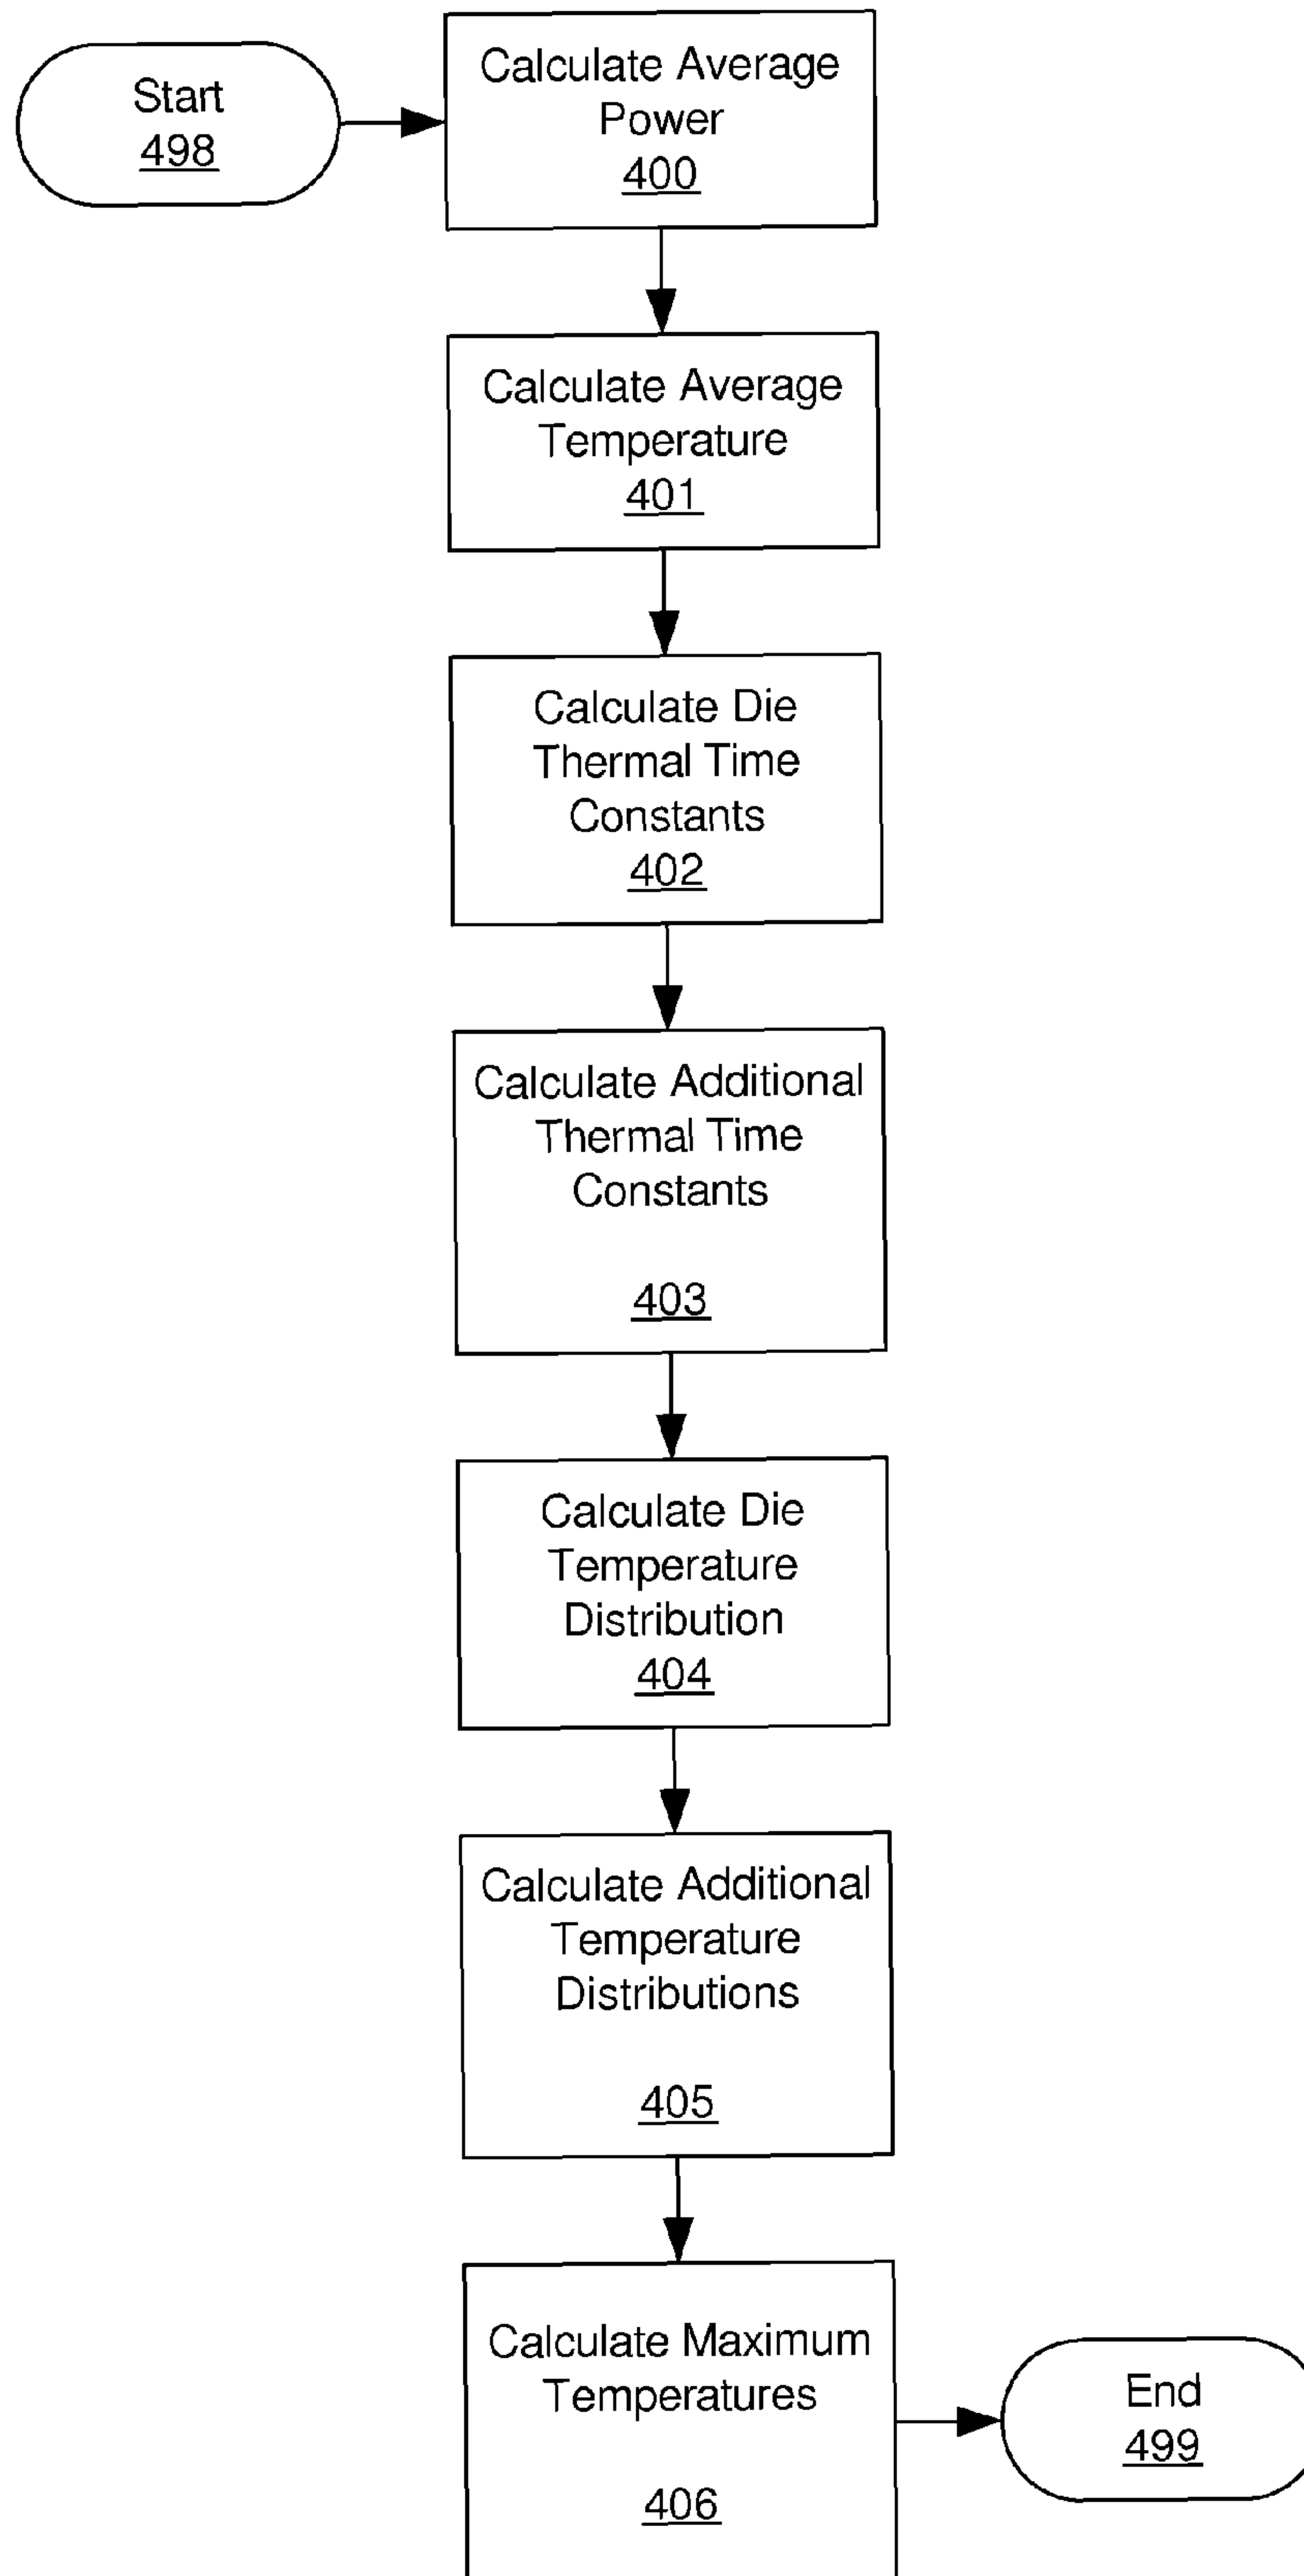 Start
498
Calculate Average
Power
400
Calculate Average
Temperature
401
Calculate Die
Thermal Time
Constants
402
Calculate Additional
Thermal Time
Constants
403
Calculate Die
Temperature
Distribution
404
Calculate Additional
Temperature
Distributions
405
Calculate Maximum
Temperatures
406
End
499